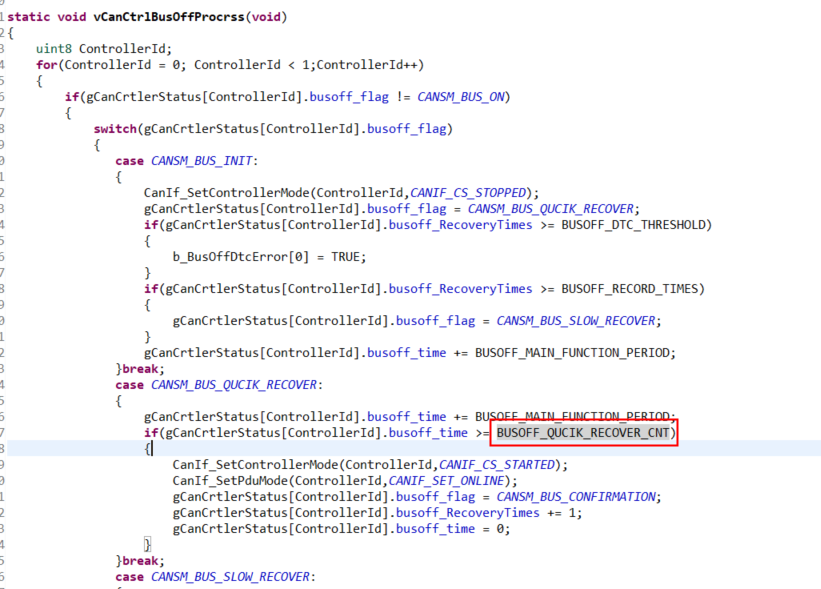 static void vCanCtrlBusOffProcrss(void)
{
uint8 ControllerId;
for(ControllerId = 0; ControllerId < 1;ControllerId++)
{
if(gCanCrtlerStatus[ControllerId].busoff_flag != CANSM_BUS_ON)
{
switch(gCanCrtlerStatus[ControllerId].busoff_flag)
{
case CANSM_BUS_INIT:
{
CanIf_SetControllerMode(ControllerId,CANIF_CS_STOPPED);
gCanCrtlerStatus[ControllerId].busoff_flag = CANSM_BUS_QUCIK_RECOVER;
if(gCanCrtlerStatus[ControllerId].busoff_RecoveryTimes >= BUSOFF_DTC_THRESHOLD)
{
b_BusOffDtcError[0] = TRUE;
}
if(gCanCrtlerStatus[ControllerId].busoff_RecoveryTimes >= BUSOFF_RECORD_TIMES)
{
gCanCrtlerStatus[ControllerId].busoff_flag = CANSM_BUS_SLOW_RECOVER;
}
gCanCrtlerStatus[ControllerId].busoff_time += BUSOFF_MAIN_FUNCTION_PERIOD;
}break;
case CANSM_BUS_QUCIK_RECOVER:
{
gCanCrtlerStatus[ControllerId].busoff_time += BUSOFF_MAIN_FUNCTION_PERIOD;
if(gCanCrtlerStatus[ControllerId].busoff_time >= BUSOFF_QUCIK_RECOVER_CNT)
{
CanIf_SetControllerMode(ControllerId,CANIF_CS_STARTED);
CanIf_SetPduMode(ControllerId,CANIF_SET_ONLINE);
gCanCrtlerStatus[ControllerId].busoff_flag = CANSM_BUS_CONFIRMATION;
gCanCrtlerStatus[ControllerId].busoff_RecoveryTimes += 1;
gCanCrtlerStatus[ControllerId].busoff_time = 0;
}
}break;
case CANSM_BUS_SLOW_RECOVER: